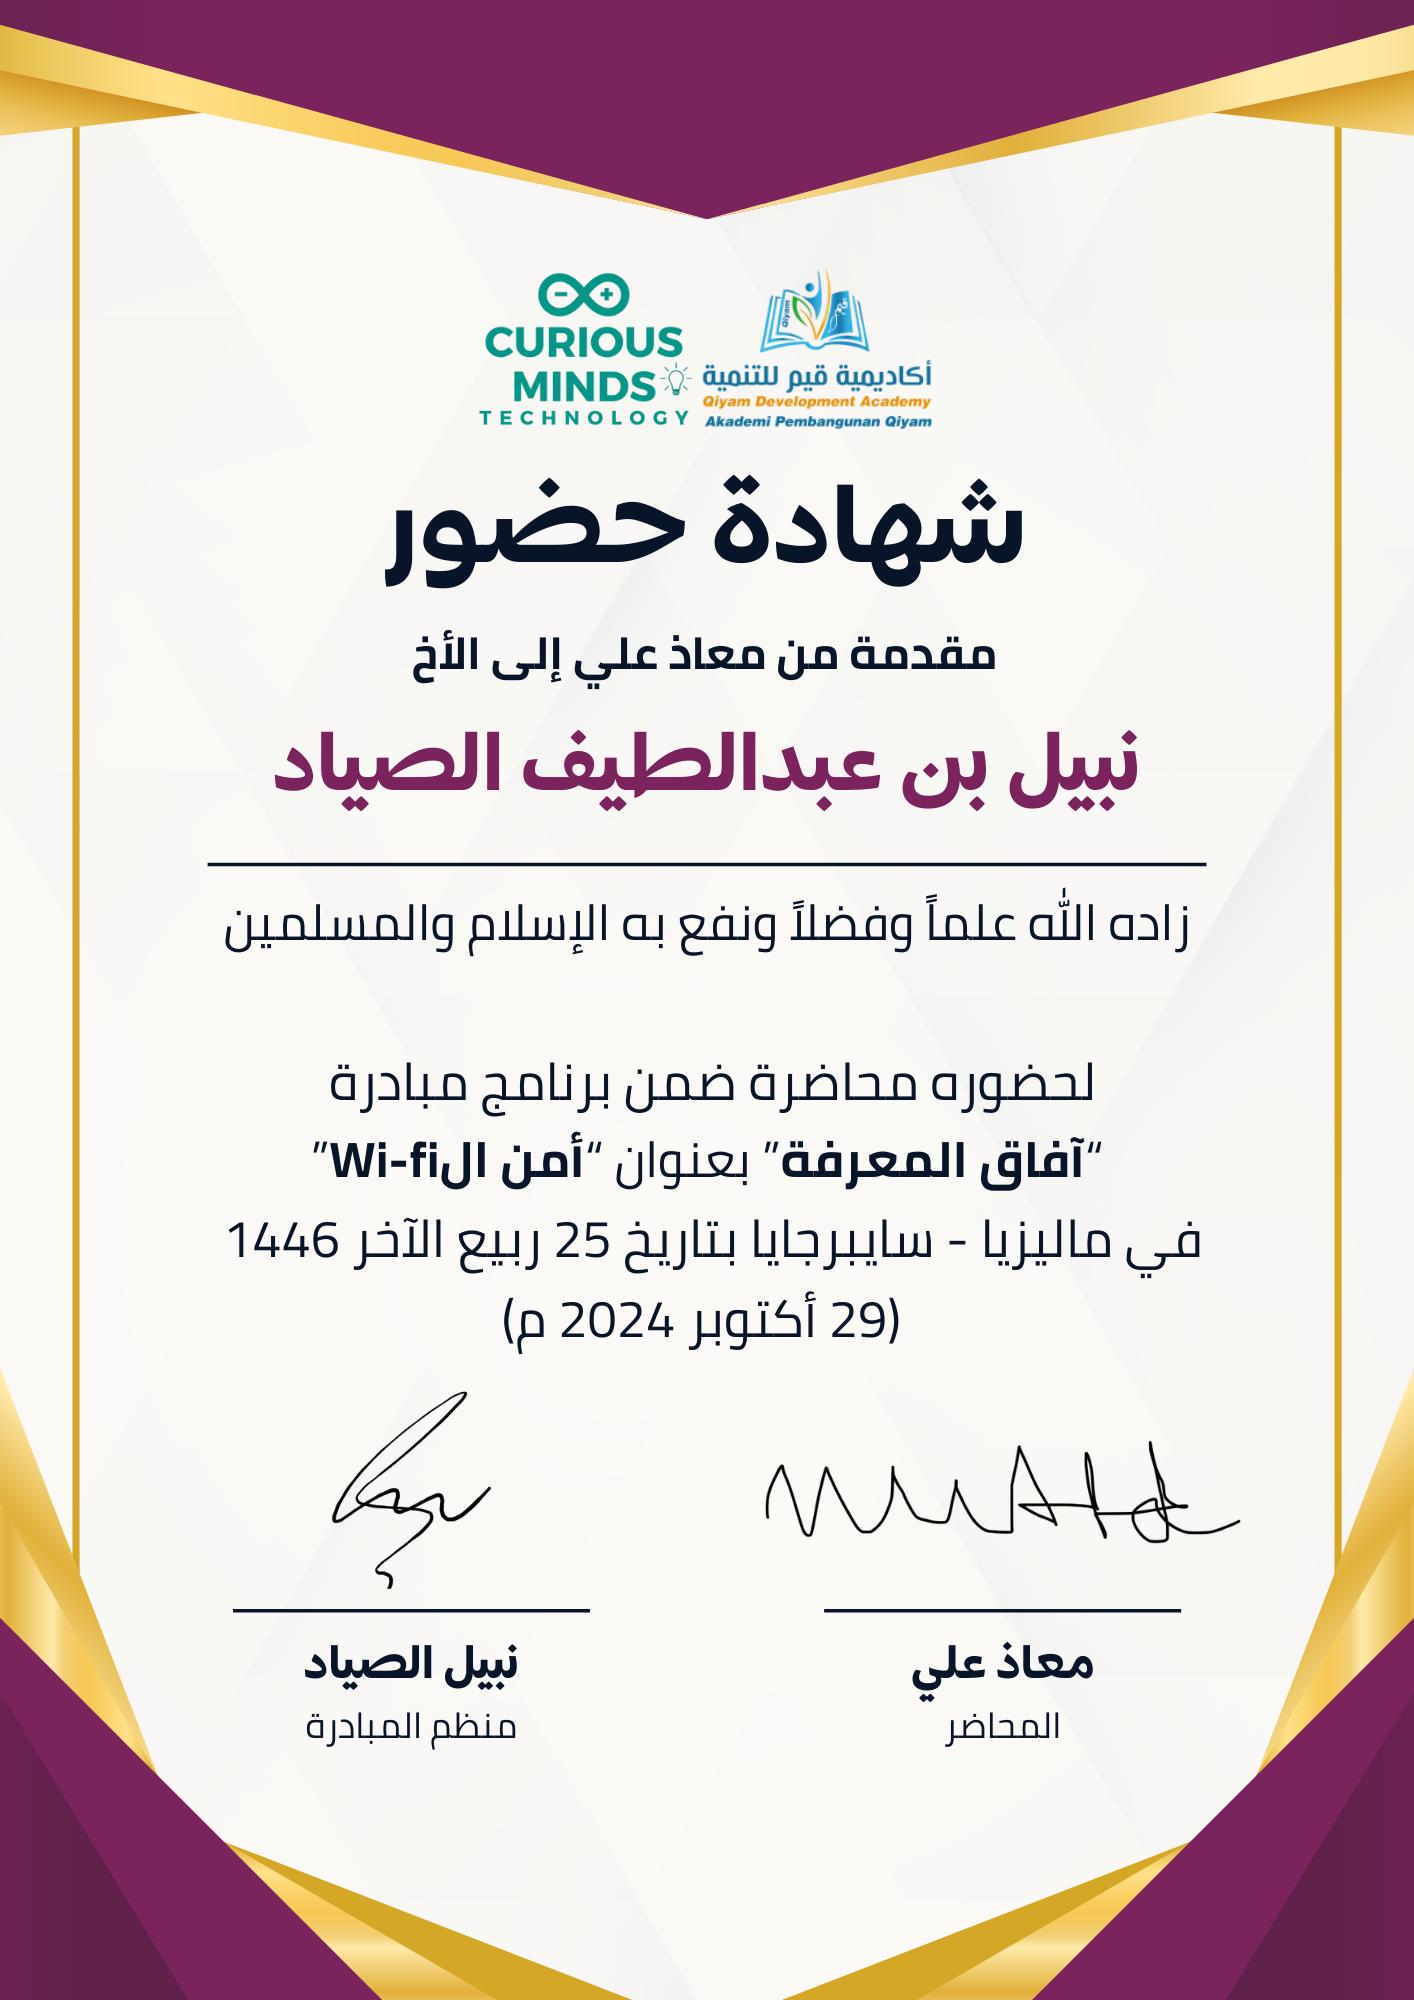 CURIOUS
MINDS
TECHNOLOGY
Qiyam
قيم
أكاديمية قيم للتنمية
Qiyam Development Academy
Akademi Pembangunan Qiyam
شهادة حضور
مقدمة من معاذ علي إلى الأخ
نبيل بن عبدالطيف الصياد
زاده الله علماً وفضلاً ونفع به الإسلام والمسلمين
لحضوره محاضرة ضمن برنامج مبادرة
“آفاق المعرفة” بعنوان “أمن الWi-fi”
في ماليزيا - سايبرجايا بتاريخ 25 ربيع الآخر 1446
(29 أكتوبر 2024 م)
معاذ علي
المحاضر
نبيل الصياد
منظم المبادرة